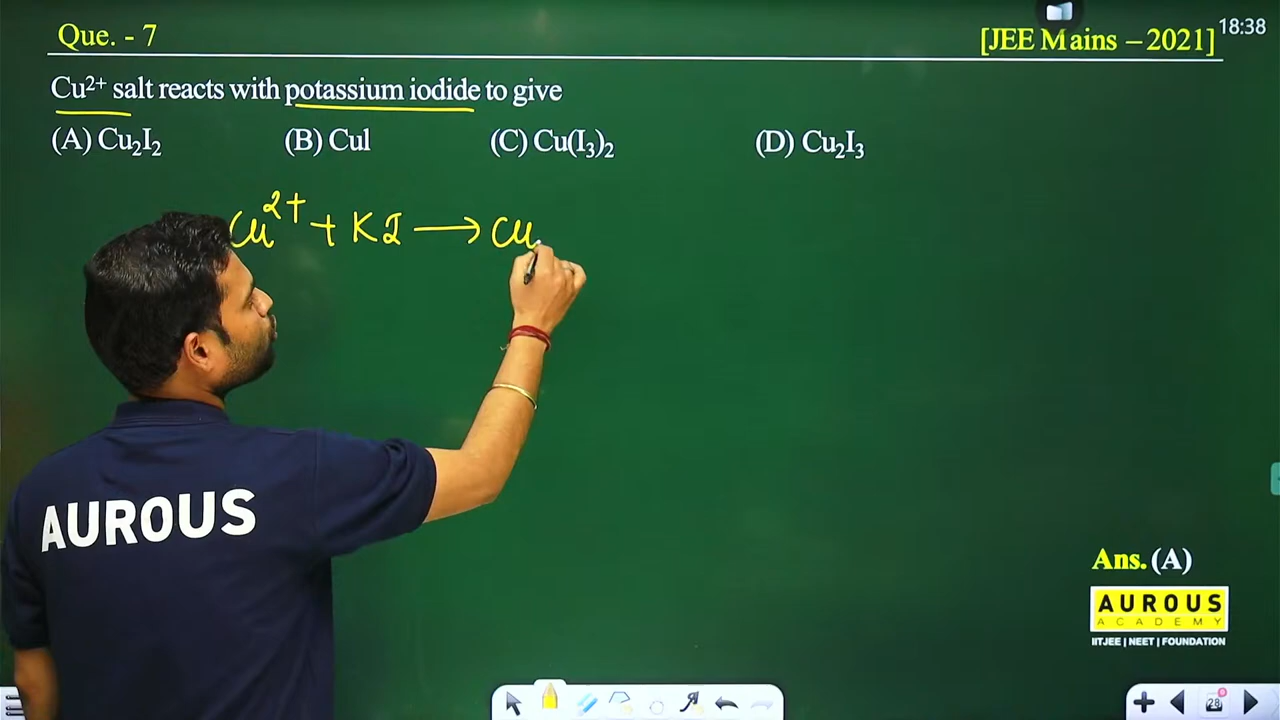 Que. - 7
[JEE Mains – 2021]
18:38
Cu²⁺ salt reacts with potassium iodide to give
(A) Cu₂I₂ (B) CuI (C) Cu(I₃)₂ (D) Cu₂I₃
Cu²⁺ + KI → Cu
AUROUS
Ans. (A)
AUROUS
ACADEMY
IITJEE | NEET | FOUNDATION
28